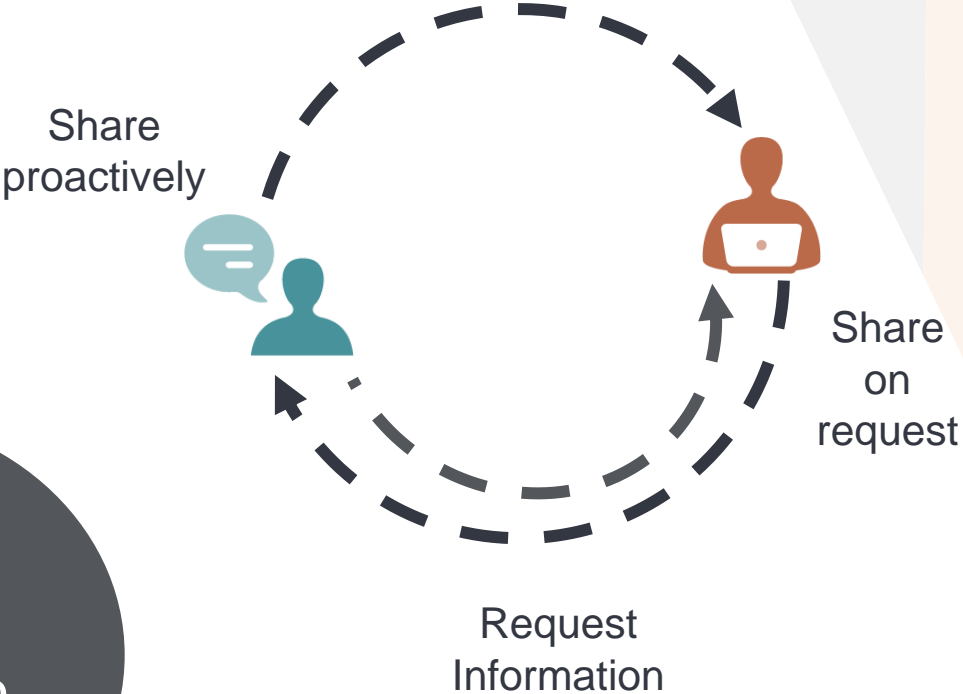 Share
proactively
Share
on
request
Request
Information